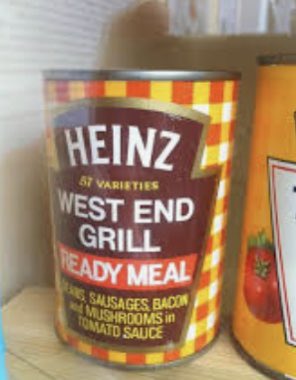 HEINZ
57 VARIETIES
WEST END
GRILL
READY MEAL
BEANS, SAUSAGES, BACON
and MUSHROOMS in
TOMATO SAUCE